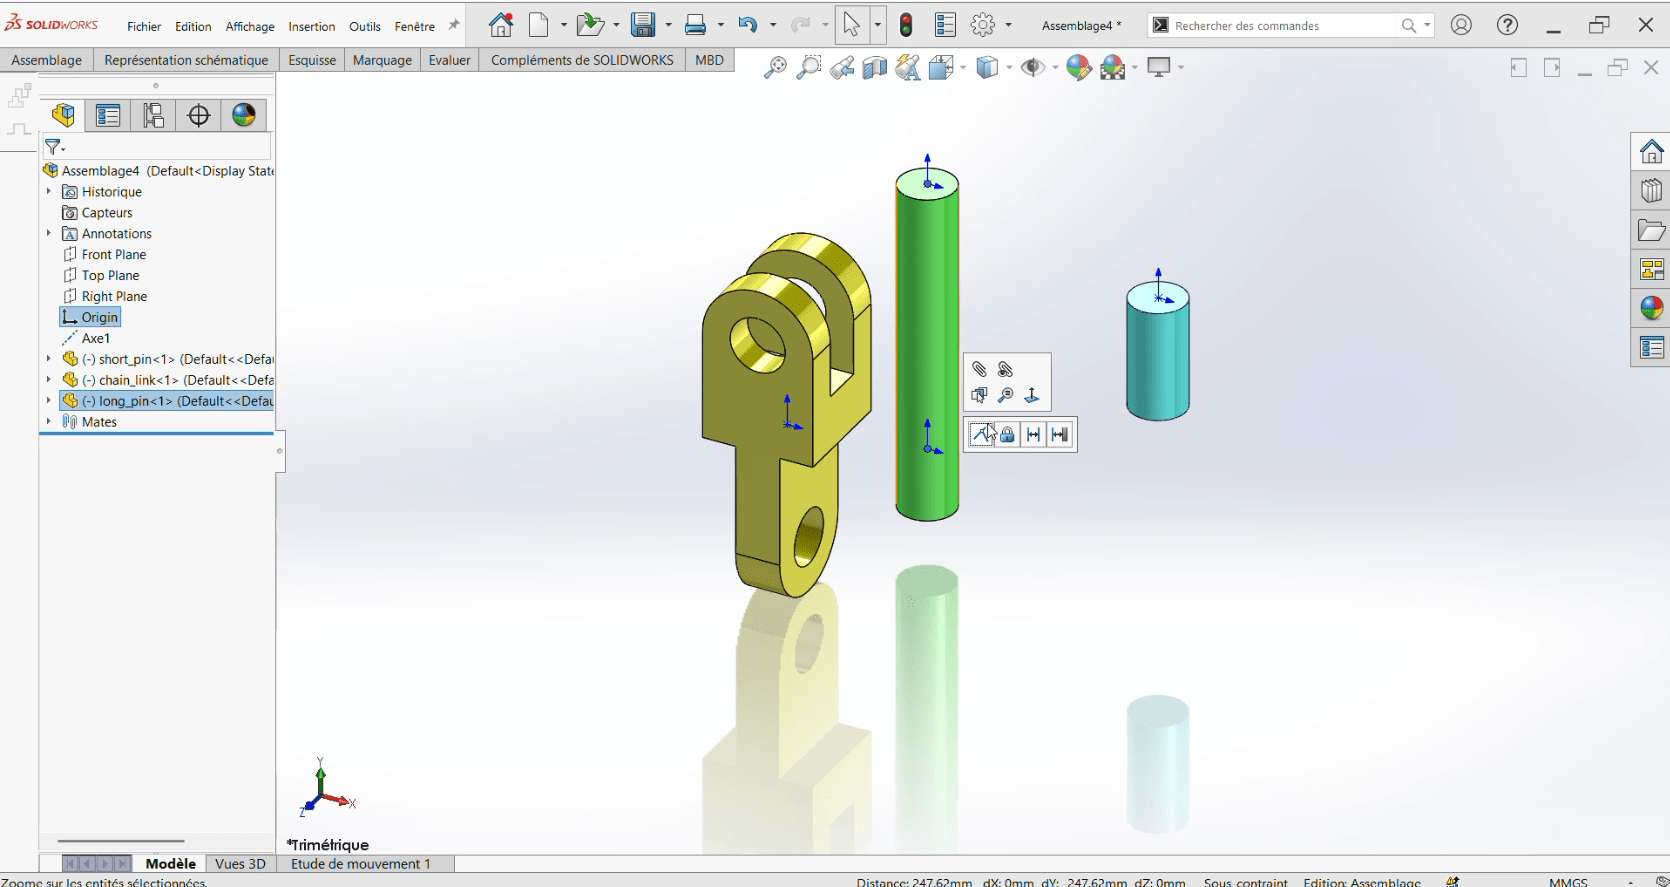 SOLIDWORKS Fichier Edition Affichage Insertion Outils Fenêtre Assemblage4 * Rechercher des commandes
Assemblage Représentation schématique Esquisse Marquage Evaluer Compléments de SOLIDWORKS MBD
Assemblage4 (Default<Display State
Historique
Capteurs
Annotations
Front Plane
Top Plane
Right Plane
Origin
Axe1
(-) short_pin<1> (Default<<Defau
(-) chain_link<1> (Default<<Defa
(-) long_pin<1> (Default<<Defau
Mates
Y
X
Z
*Trimétrique
Modèle Vues 3D Etude de mouvement 1
Zoome sur les entités sélectionnées. Distance: 247.62mm dX: 0mm dY: -247.62mm dZ: 0mm Sous-contraint Edition: Assemblage MMGS